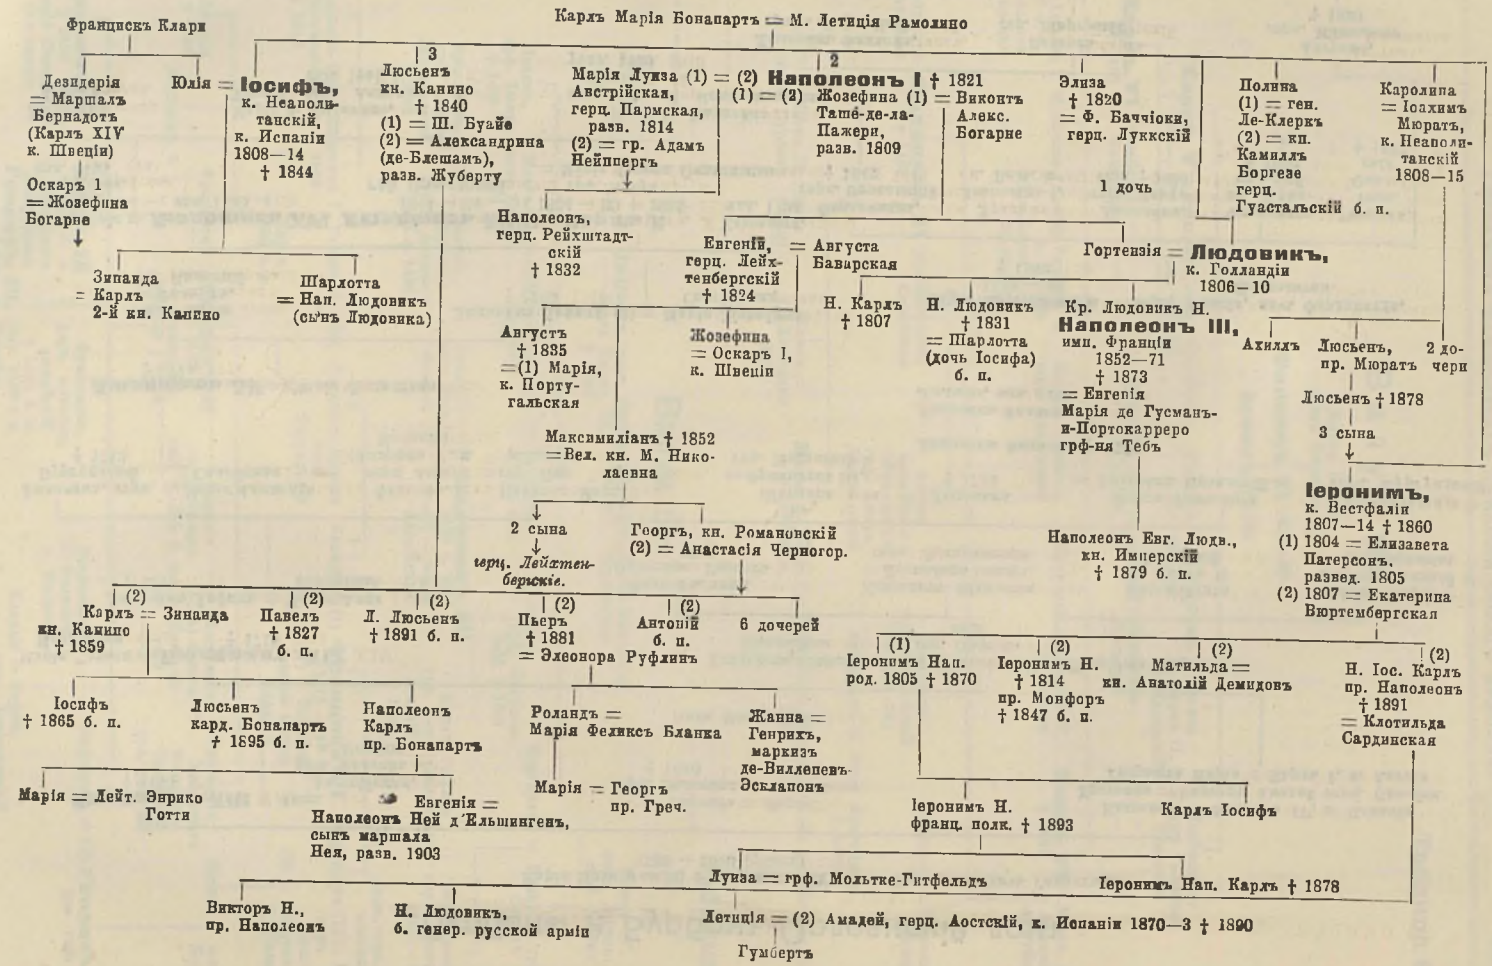 Францискъ Клари
Карлъ Марія Бонапартъ = М. Летиція Рамолино
Дезидерія
= Маршалъ
Бернадотъ
(Карлъ XIV
к. Швеціи)
Оскаръ 1
= Жозефина
Богарне
Юлія =
Іосифъ,
к. Неаполи-
танскій,
к. Испаніи
1808—14
† 1844
3
Люсьенъ
кн. Канино
† 1840
(1) = Ш. Буайе
(2) = Александрина
(де-Блешамъ),
разв. Жуберту
2
Марія Луиза (1) = (2) Наполеонъ I † 1821
Австрійская,
герц. Пармская,
разв. 1814
(2) = гр. Адамъ
Нейппергъ
(1) = (2) Жозефина (1) = Виконтъ
Таше-де-ла-
Пажери,
разв. 1809
Алекс.
Богарне
Элиза
† 1820
= Ф. Баччіоки,
герц. Луккскій
1 дочь
Полина
(1) = ген.
Ле-Клеркъ
(2) = кп.
Камиллъ
Боргезе
герц.
Гуастальскій б. п.
Каролина
= Іоахимъ
Мюратъ,
к. Неаполи-
танскій
1808—15
Зинаида
= Карлъ
2-й кн. Канино
Шарлотта
= Нап. Людовикъ
(сынъ Людовика)
Наполеонъ,
герц. Рейхштадт-
скій
† 1832
Евгеній,
герц. Лейх-
тенбергскій
† 1824
= Августа
Баварская
Гортензія =
Людовикъ,
к. Голландіи
1806—10
Н. Карлъ
† 1807
Н. Людовикъ
† 1831
= Шарлотта
(дочь Іосифа)
б. п.
Кр. Людовикъ Н.
Наполеонъ III,
имп. Франціи
1852—71
† 1873
= Евгенія
Марія де Гусманъ-
и-Портокарреро
грф-ня Тебъ
Ахиллъ
Люсьенъ,
пр. Мюратъ
2 до-
чери
Люсьенъ † 1878
3 сына
Августъ
† 1835
=(1) Марія,
к. Порту-
гальская
Жозефина
= Оскаръ I,
к. Швеціи
Максимиліанъ † 1852
=Вел. кн. М. Нико-
лаевна
2 сына
герц. Лейхтен-
бергскіе.
Георгъ, кн. Романовскій
(2) = Анастасія Черногор.
Наполеонъ Евг. Людв.,
кн. Имперскій
† 1879 б. п.
Іеронимъ,
к. Вестфаліи
1807—14 † 1860
(1) 1804 = Елизавета
Патерсонъ,
развед. 1805
(2) 1807 = Екатерина
Вюртембергская
(2)
Карлъ = Зинаида
кн. Канино
† 1859
(2)
Павелъ
† 1827
б. п.
(2)
Л. Люсьенъ
† 1891 б. п.
(2)
Пьеръ
† 1881
= Элеонора Руфлинъ
(2)
Антоній
б. п.
6 дочерей
(1)
Іеронимъ Нап.
род. 1805 † 1870
(2)
Іеронимъ Н.
† 1814
пр. Монфоръ
† 1847 б. п.
(2)
Матильда =
кн. Анатолій Демидовъ
(2)
Н. Іос. Карлъ
пр. Наполеонъ
† 1891
= Клотильда
Сардинская
Іосифъ
† 1865 б. п.
Люсьенъ
кард. Бонапартъ
† 1895 б. п.
Наполеонъ
Карлъ
пр. Бонапартъ
Роландъ =
Марія Феликсъ Бланка
Жанна =
Генрихъ,
маркизъ
де-Виллепев-
Эсклапонъ
Марія = Лейт. Энрико
Готти
Евгенія =
Наполеонъ Ней д'Ельшингенъ,
сынъ маршала
Нея, разв. 1903
Марія = Георгъ
пр. Греч.
Іеронимъ Н.
франц. полк. † 1893
Карлъ Іосифъ
Луиза = грф. Мольтке-Гитфельдъ
Іеронимъ Нап. Карлъ † 1878
Викторъ Н.,
пр. Наполеонъ
Н. Людовикъ,
б. генер. русской арміи
Летиція = (2) Амадей, герц. Аостскій, к. Испаніи 1870—3 † 1890
Гумбертъ